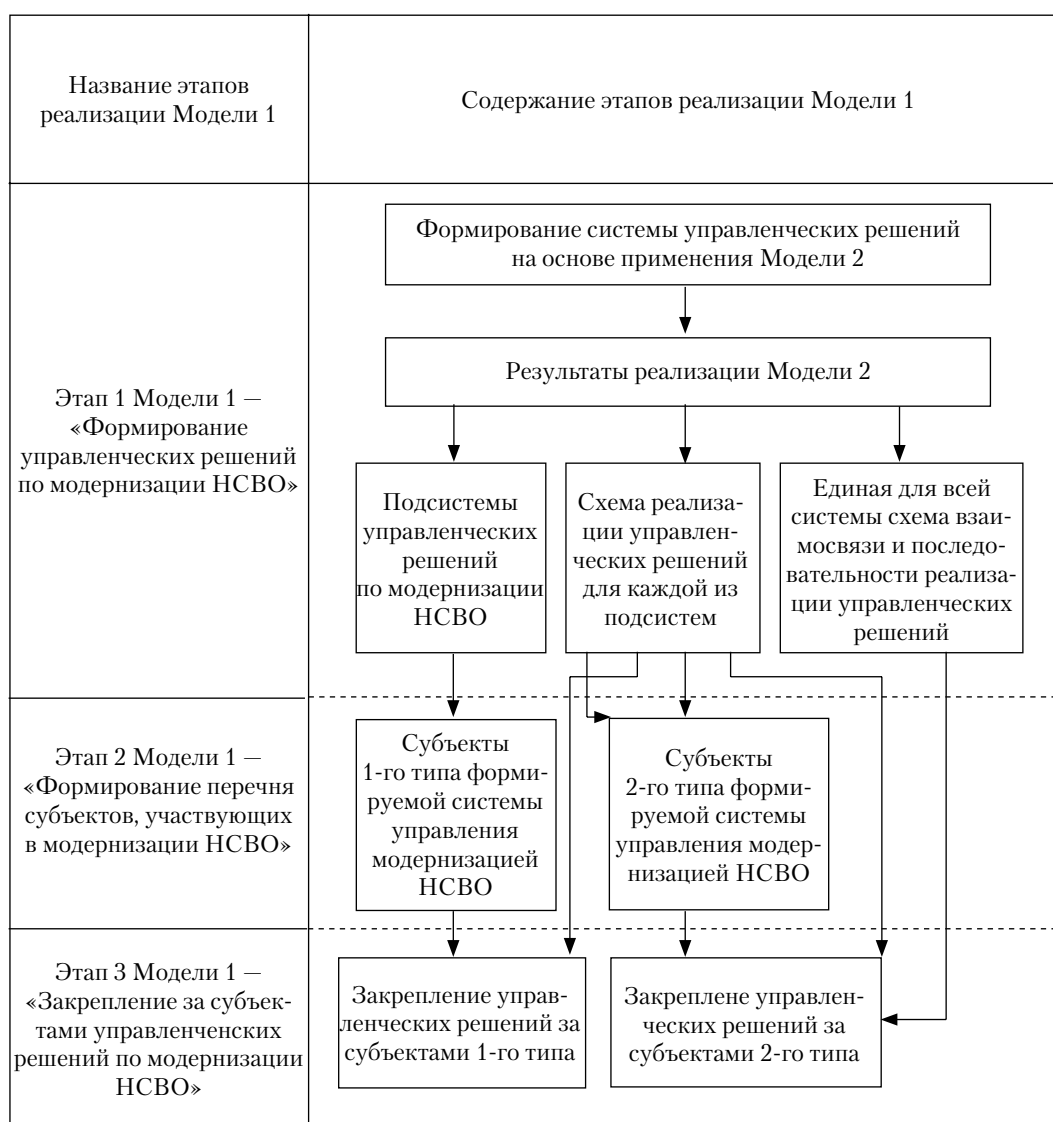 Название этапов
реализации Модели 1
Содержание этапов реализации Модели 1
Этап 1 Модели 1 —
«Формирование
управленческих решений
по модернизации НСВО»
Формирование системы управленческих решений
на основе применения Модели 2
Результаты реализации Модели 2
Подсистемы
управленческих
решений
по модернизации
НСВО
Схема реализа-
ции управлен-
ческих решений
для каждой из
подсистем
Единая для всей
системы схема взаи-
мосвязи и последо-
вательности реализа-
ции управленческих
решений
Этап 2 Модели 1 —
«Формирование перечня
субъектов, участвующих
в модернизации НСВО»
Субъекты
1-го типа форми-
руемой системы
управления
модернизацией
НСВО
Субъекты
2-го типа форми-
руемой системы
управления модер-
низацией НСВО
Этап 3 Модели 1 —
«Закрепление за субъек-
тами управленченских
решений по модернизации
НСВО»
Закрепление управ-
ленческих решений за
субъектами 1-го типа
Закреплене управлен-
ческих решений за
субъектами 2-го типа